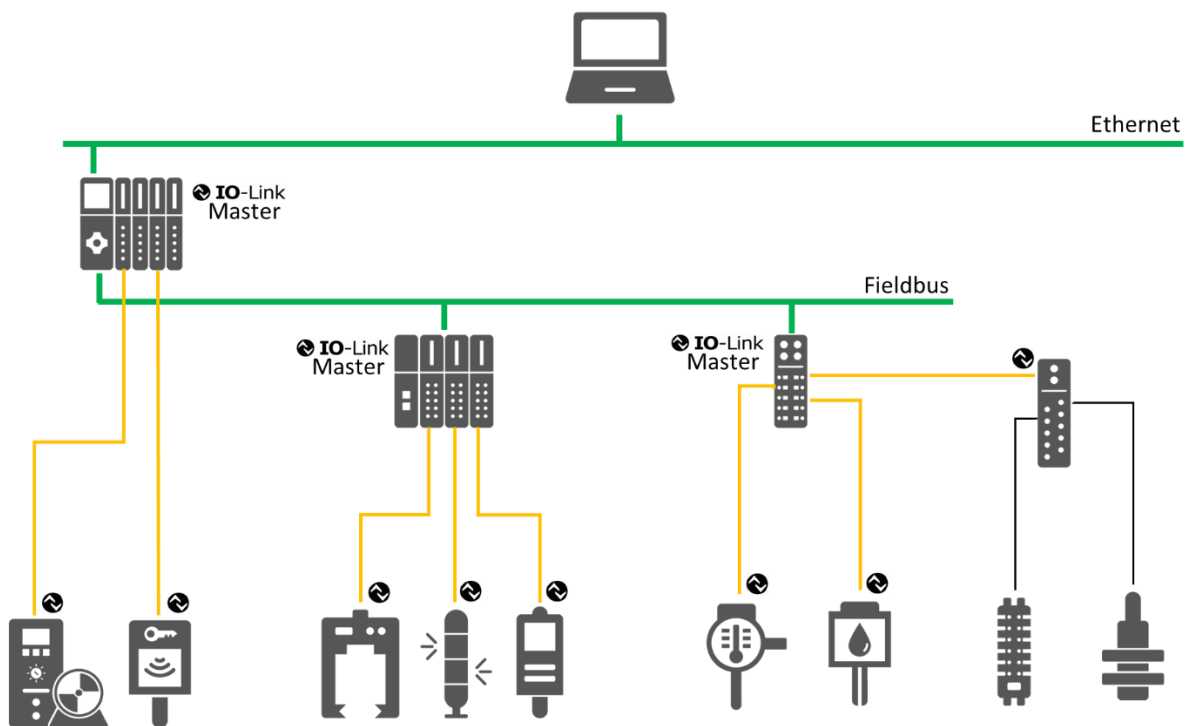 Ethernet
IO-Link
Master
Fieldbus
IO-Link
Master
IO-Link
Master